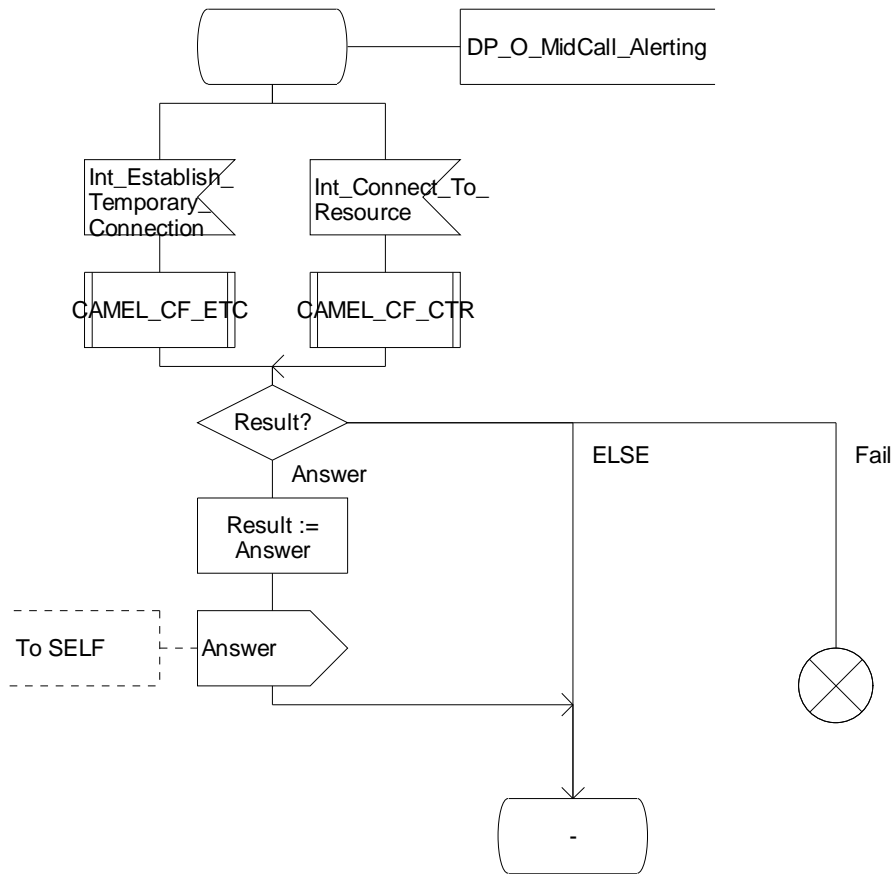 DP_O_MidCall_Alerting
Int_Establish_
Temporary_
Connection
Int_Connect_To_
Resource
CAMEL_CF_ETC
CAMEL_CF_CTR
Result?
ELSE
Fail
Answer
Result :=
Answer
To SELF
Answer
-